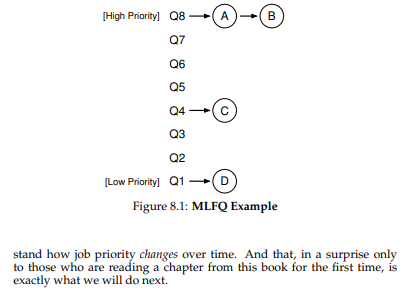 [High Priority] Q8 A B
Q7
Q6
Q5
Q4 C
Q3
Q2
[Low Priority] Q1 D
Figure 8.1: MLFQ Example
stand how job priority changes over time. And that, in a surprise only
to those who are reading a chapter from this book for the first time, is
exactly what we will do next.